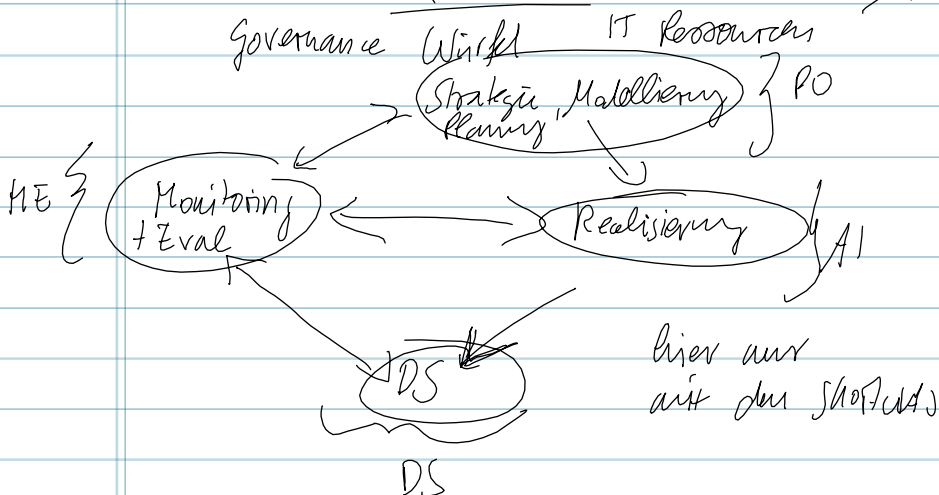 Governance Würfel IT Ressourcen
Strategie, Modellierung
Planung
} PO
ME {
Monitoring
+ Eval
Realisierung
} AI
DS
hier nur
mit den Shortcuts
DS